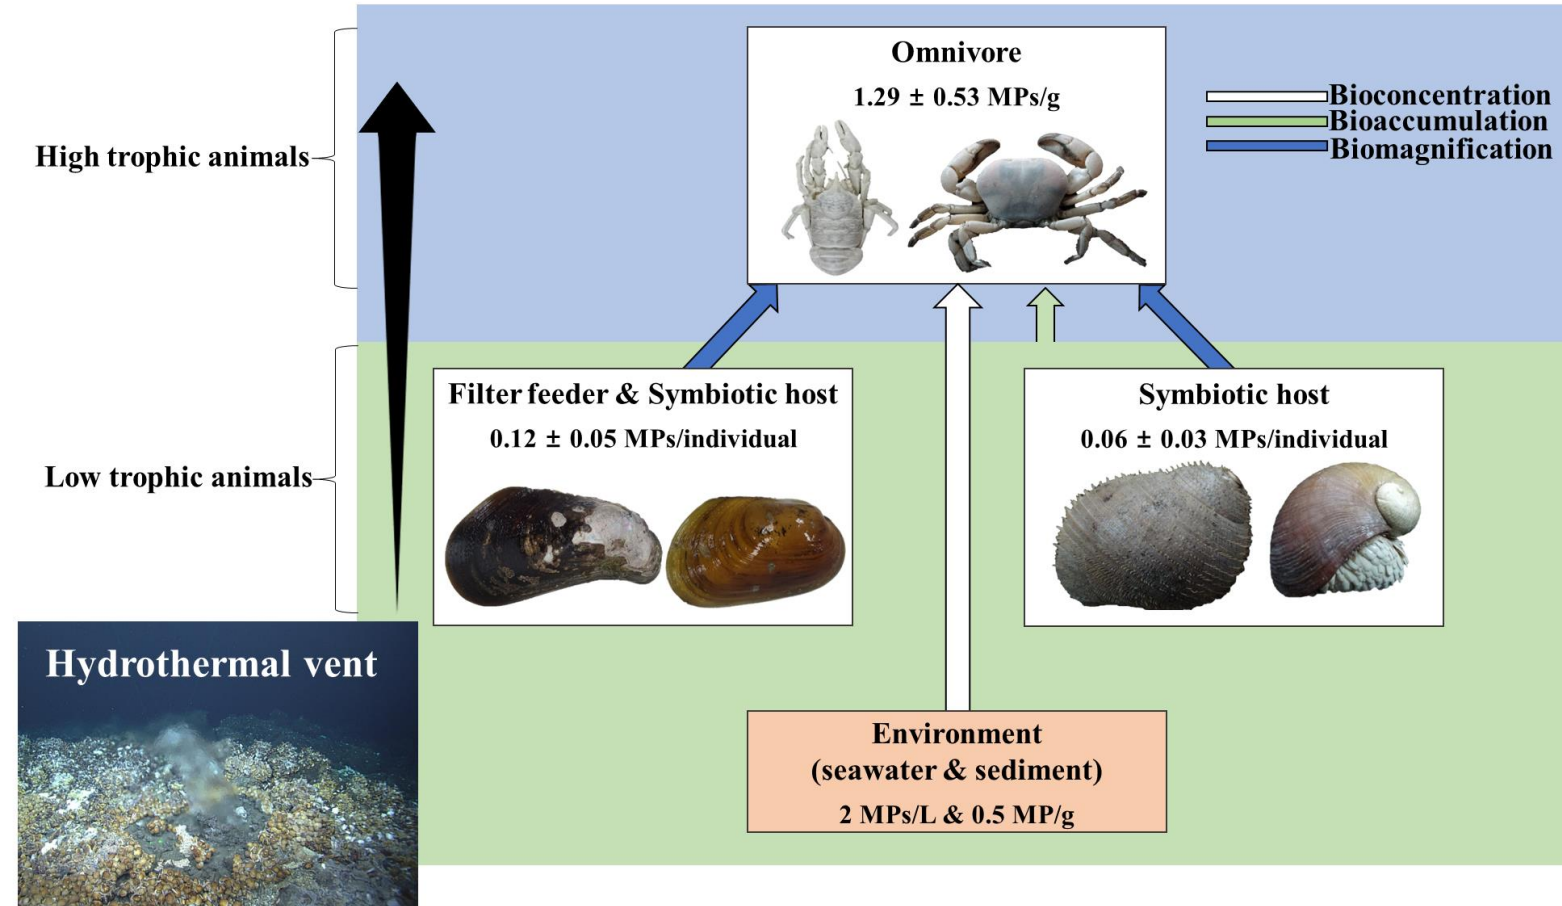 Omnivore
1.29 ± 0.53 MPs/g
Bioconcentration
Bioaccumulation
Biomagnification
High trophic animals
Filter feeder & Symbiotic host
0.12 ± 0.05 MPs/individual
Symbiotic host
0.06 ± 0.03 MPs/individual
Low trophic animals
Hydrothermal vent
Environment
(seawater & sediment)
2 MPs/L & 0.5 MP/g